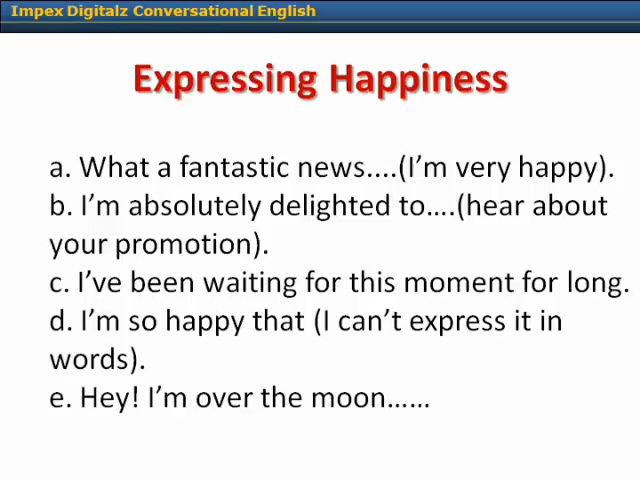 Impex Digitalz Conversational English
Expressing Happiness
a. What a fantastic news....(I’m very happy).
b. I’m absolutely delighted to….(hear about
your promotion).
c. I’ve been waiting for this moment for long.
d. I’m so happy that (I can’t express it in
words).
e. Hey! I’m over the moon……